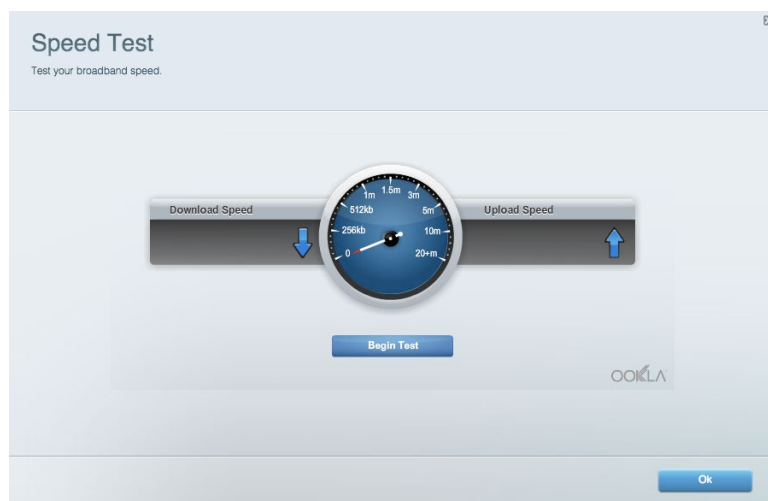 Speed Test
Test your broadband speed.
Download Speed
Upload Speed
1.5m
1m
3m
512kb
5m
256kb
10m
0
20+m
Begin Test
OOKLA
Ok